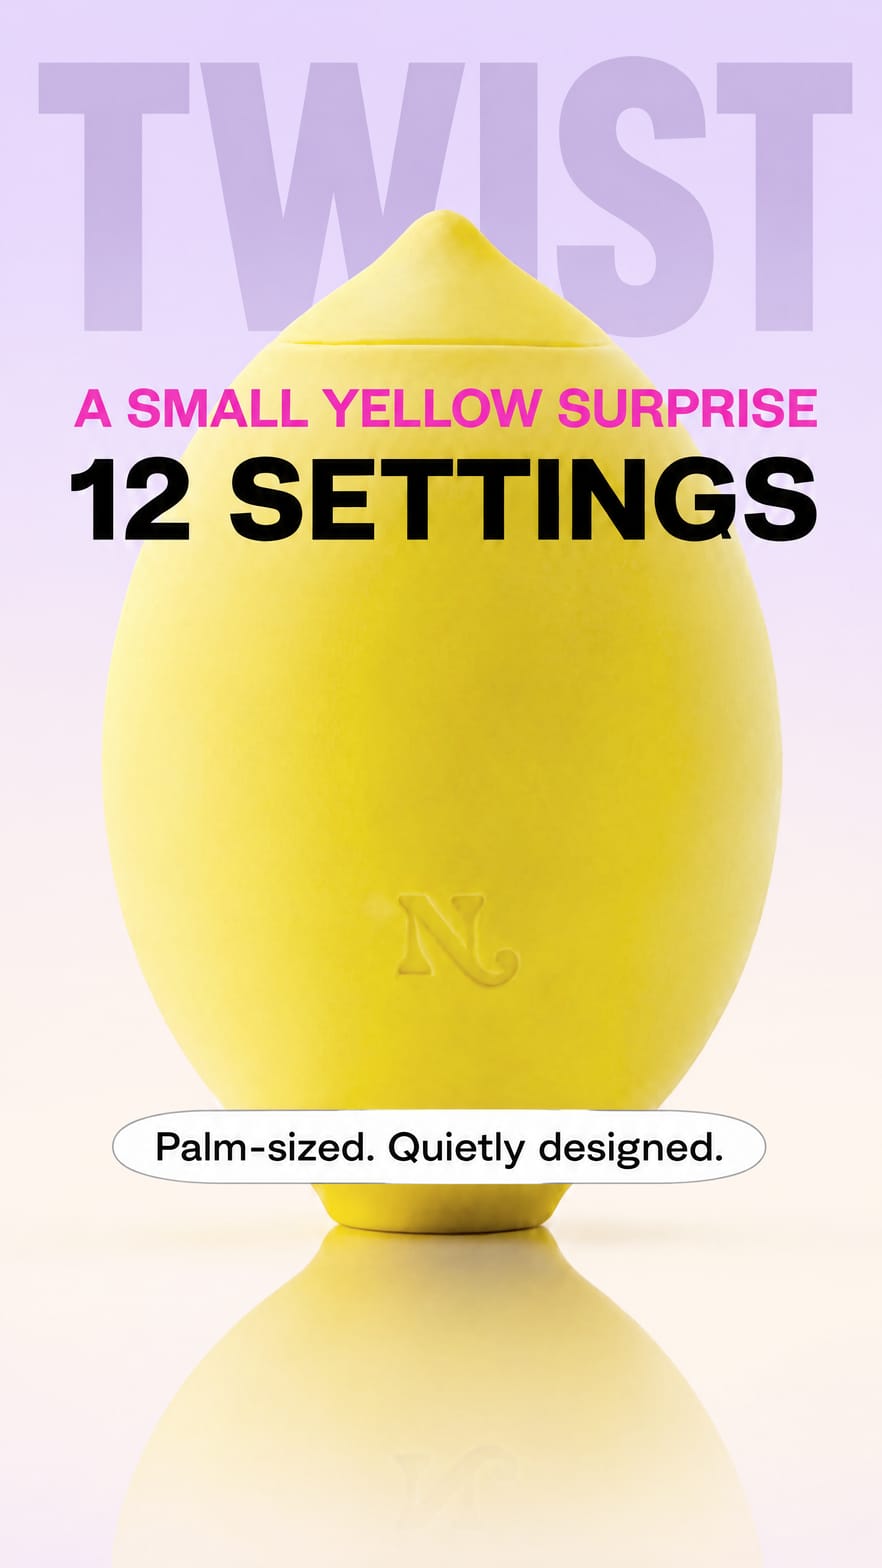 TWIST
A SMALL YELLOW SURPRISE
12 SETTINGS
N
Palm-sized. Quietly designed.